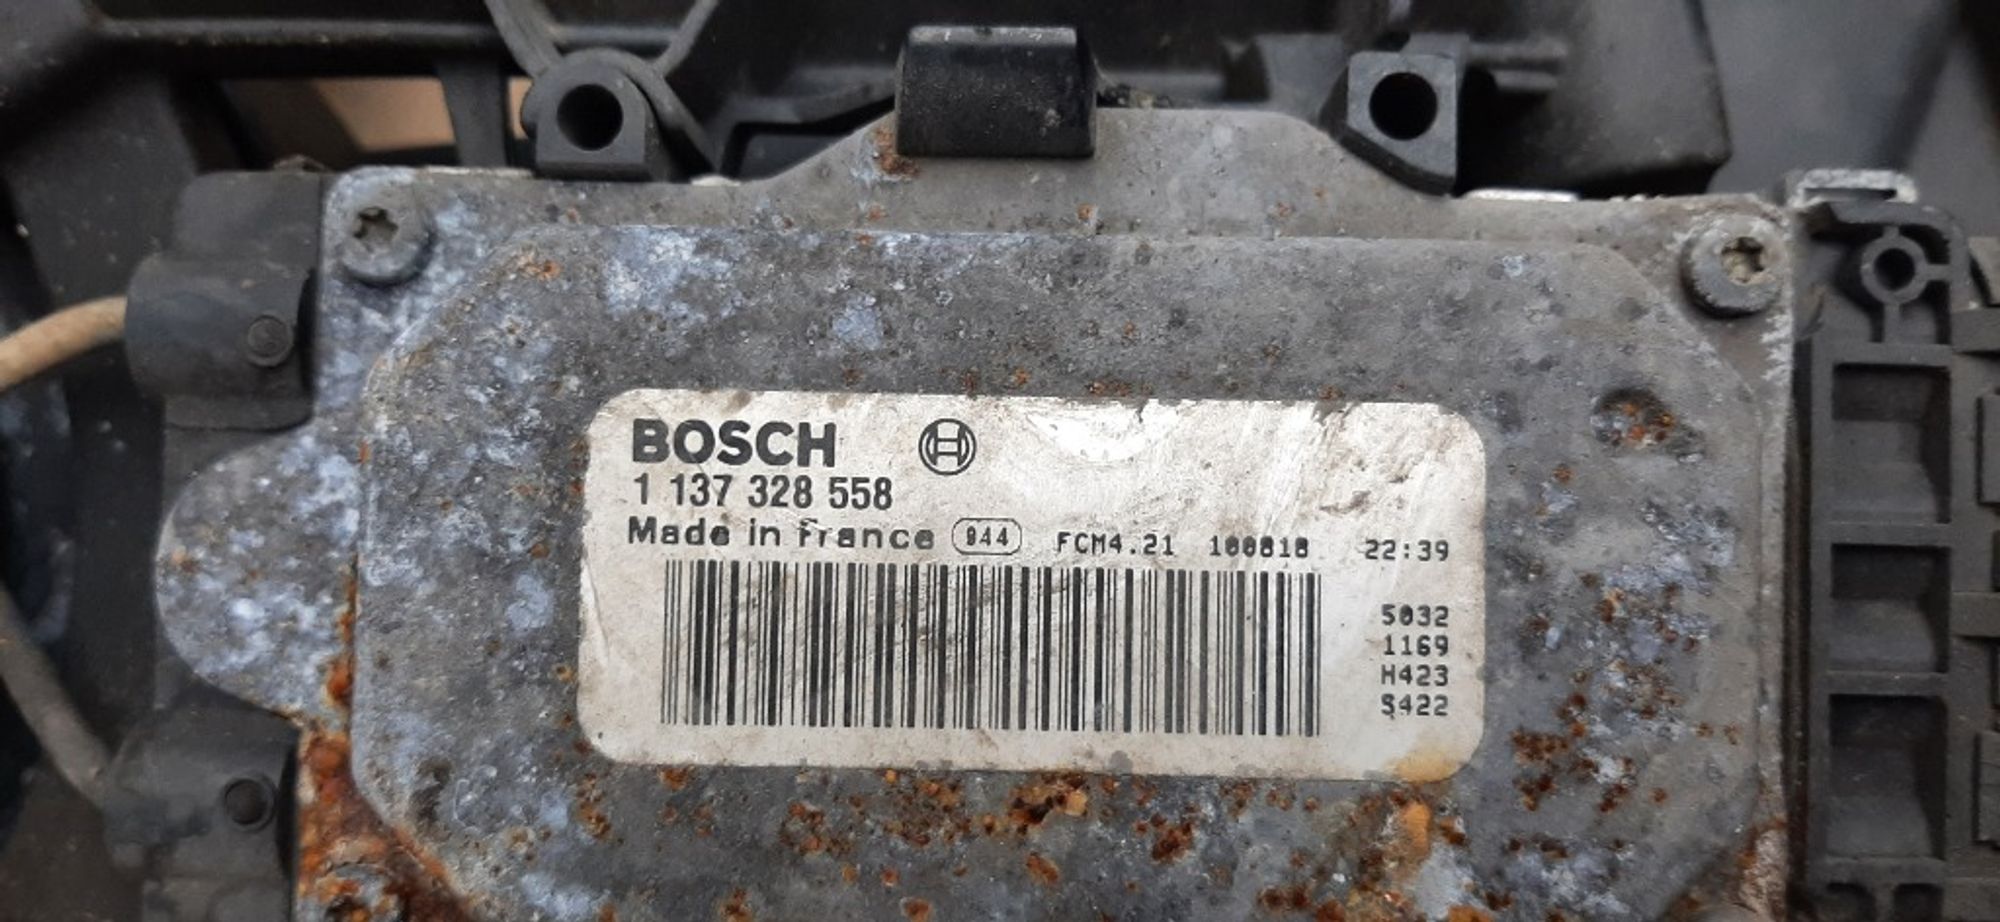 BOSCH
1 137 328 558
Made in France 944 FCM4.21 100818 22:39
5032
1169
H423
S422